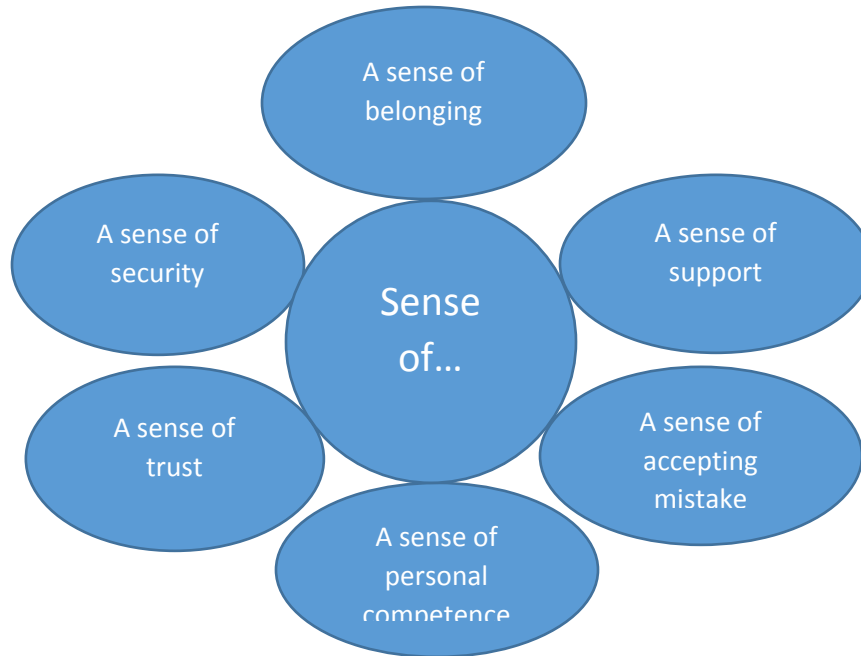 A sense of
belonging
A sense of
security
A sense of
support
Sense
of…
A sense of
trust
A sense of
accepting
mistake
A sense of
personal
competence